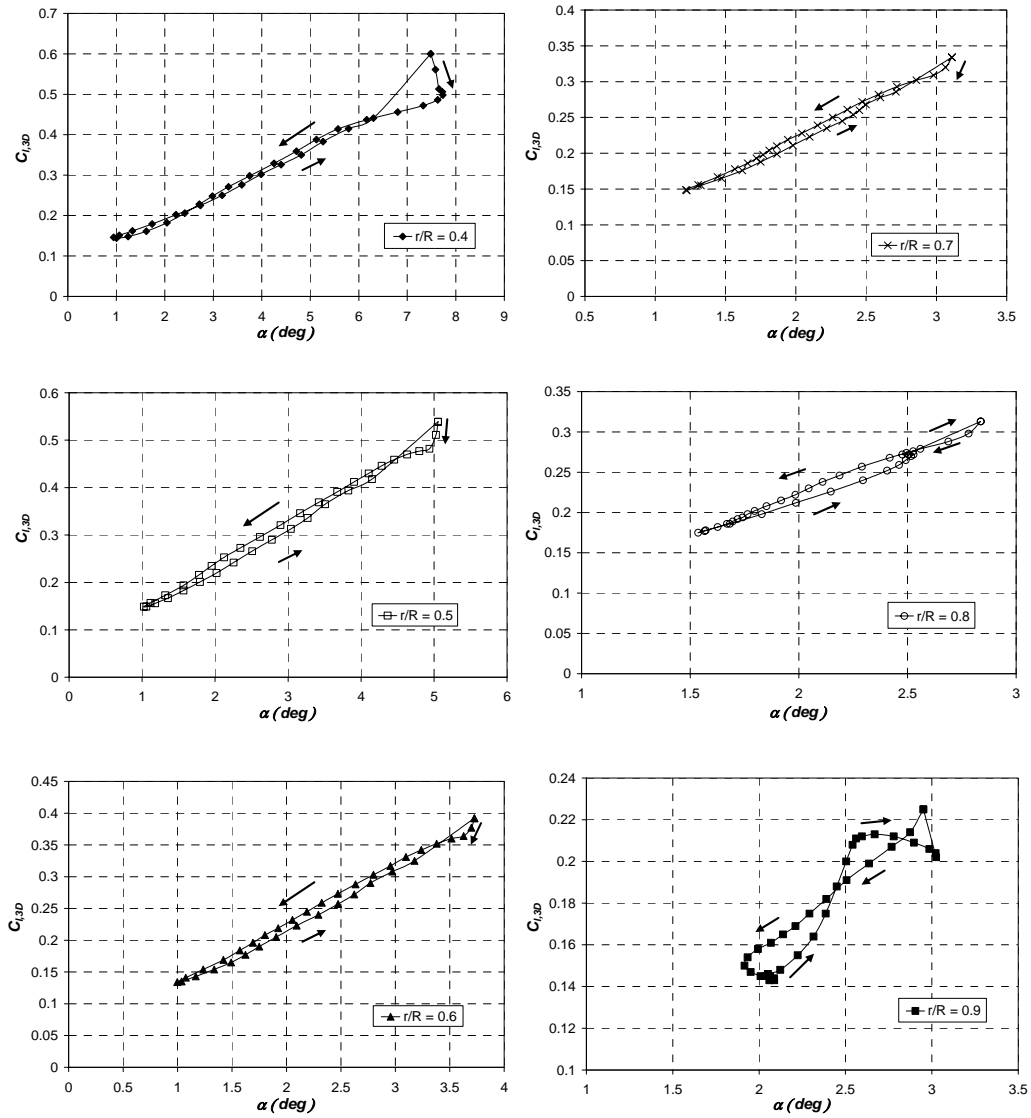 0.7
0.6
0.5
0.4
0.3
0.2
0.1
0
C_{l,3D}
0 1 2 3 4 5 6 7 8 9
α (deg)
r/R = 0.4
0.4
0.35
0.3
0.25
0.2
0.15
0.1
0.05
0
C_{l,3D}
0.5 1 1.5 2 2.5 3 3.5
α (deg)
r/R = 0.7
0.6
0.5
0.4
0.3
0.2
0.1
0
C_{l,3D}
0 1 2 3 4 5 6
α (deg)
r/R = 0.5
0.35
0.3
0.25
0.2
0.15
0.1
0.05
0
C_{l,3D}
1 1.5 2 2.5 3
α (deg)
r/R = 0.8
0.45
0.4
0.35
0.3
0.25
0.2
0.15
0.1
0.05
0
C_{l,3D}
0 0.5 1 1.5 2 2.5 3 3.5 4
α (deg)
r/R = 0.6
0.24
0.22
0.2
0.18
0.16
0.14
0.12
0.1
C_{l,3D}
1 1.5 2 2.5 3 3.5
α (deg)
r/R = 0.9